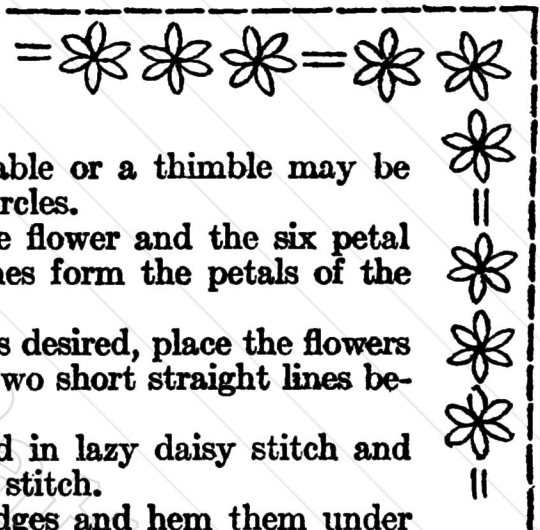 able or a thimble may be
rcles.
e flower and the six petal
nes form the petals of the
s desired, place the flowers
wo short straight lines be-
d in lazy daisy stitch and
stitch.
dges and hem them under